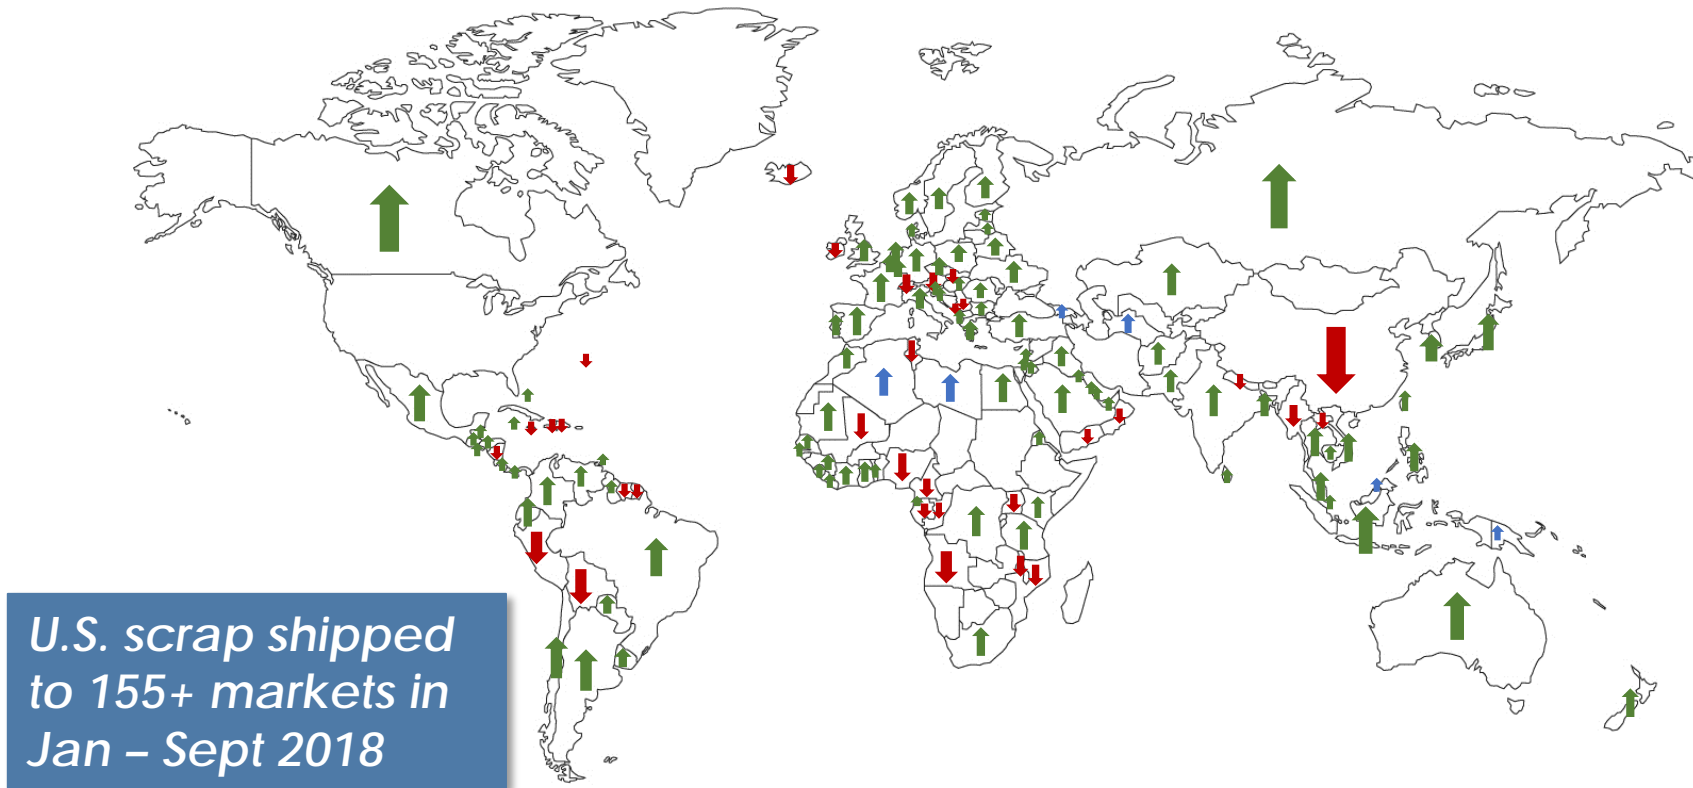 U.S. scrap shipped
to 155+ markets in
Jan – Sept 2018